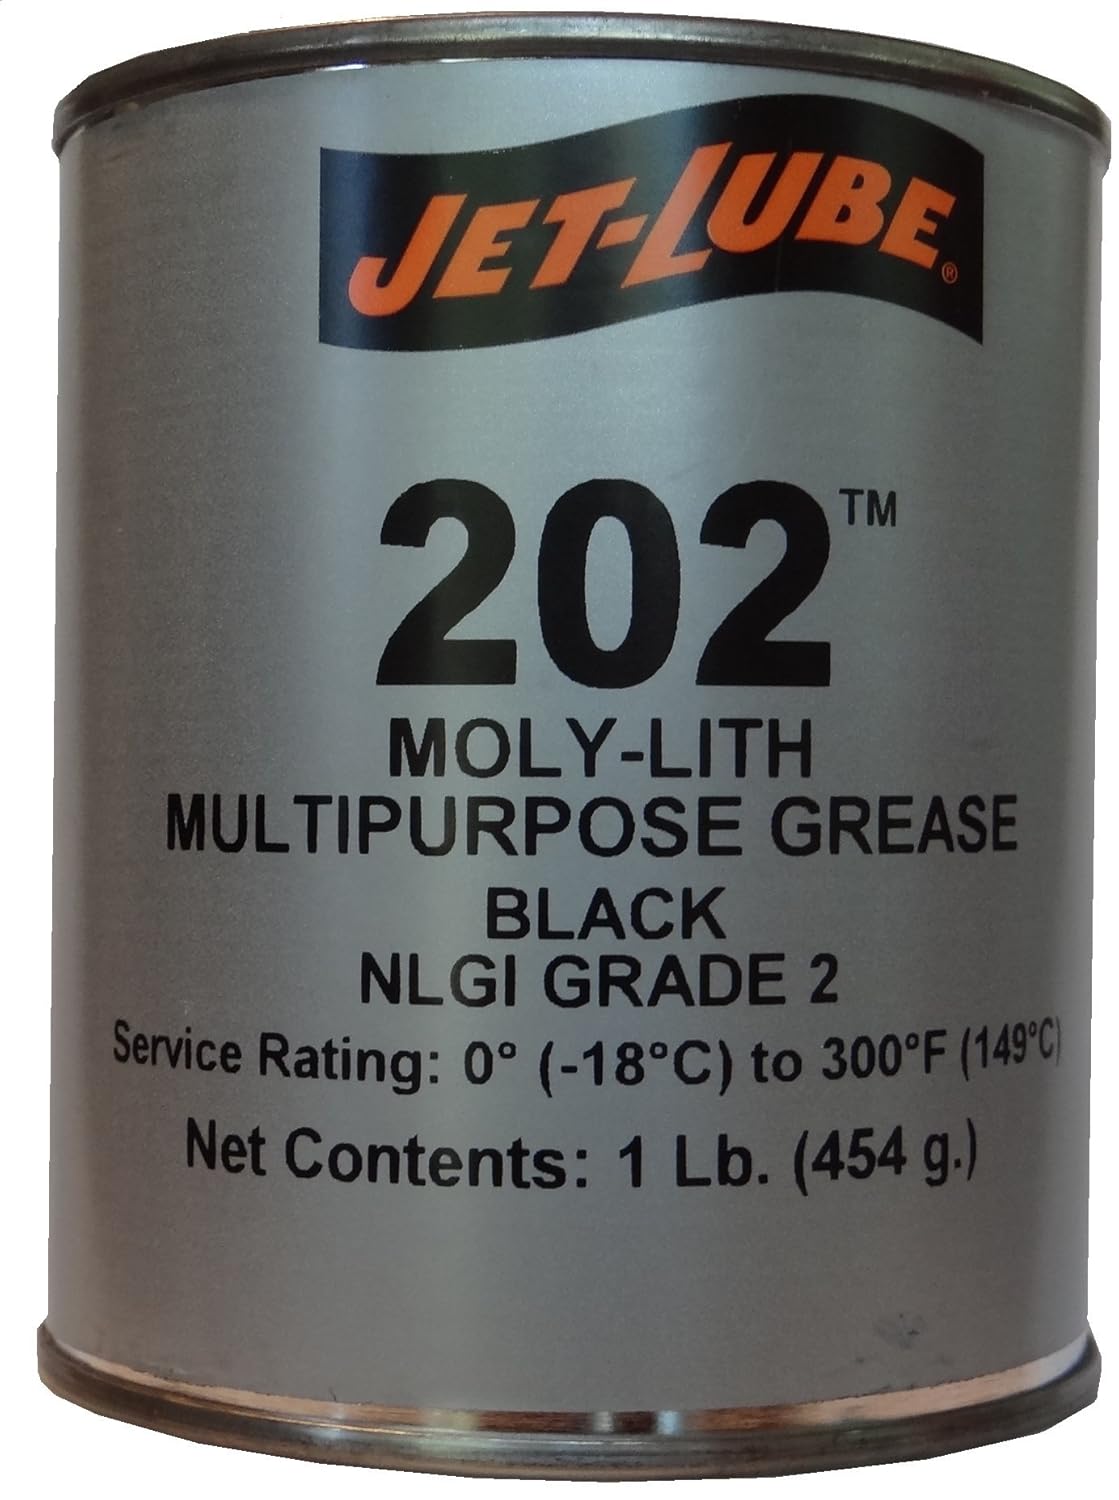 JET-LUBE®
202™
MOLY-LITH
MULTIPURPOSE GREASE
BLACK
NLGI GRADE 2
Service Rating: 0° (-18°C) to 300°F (149°C)
Net Contents: 1 Lb. (454 g.)